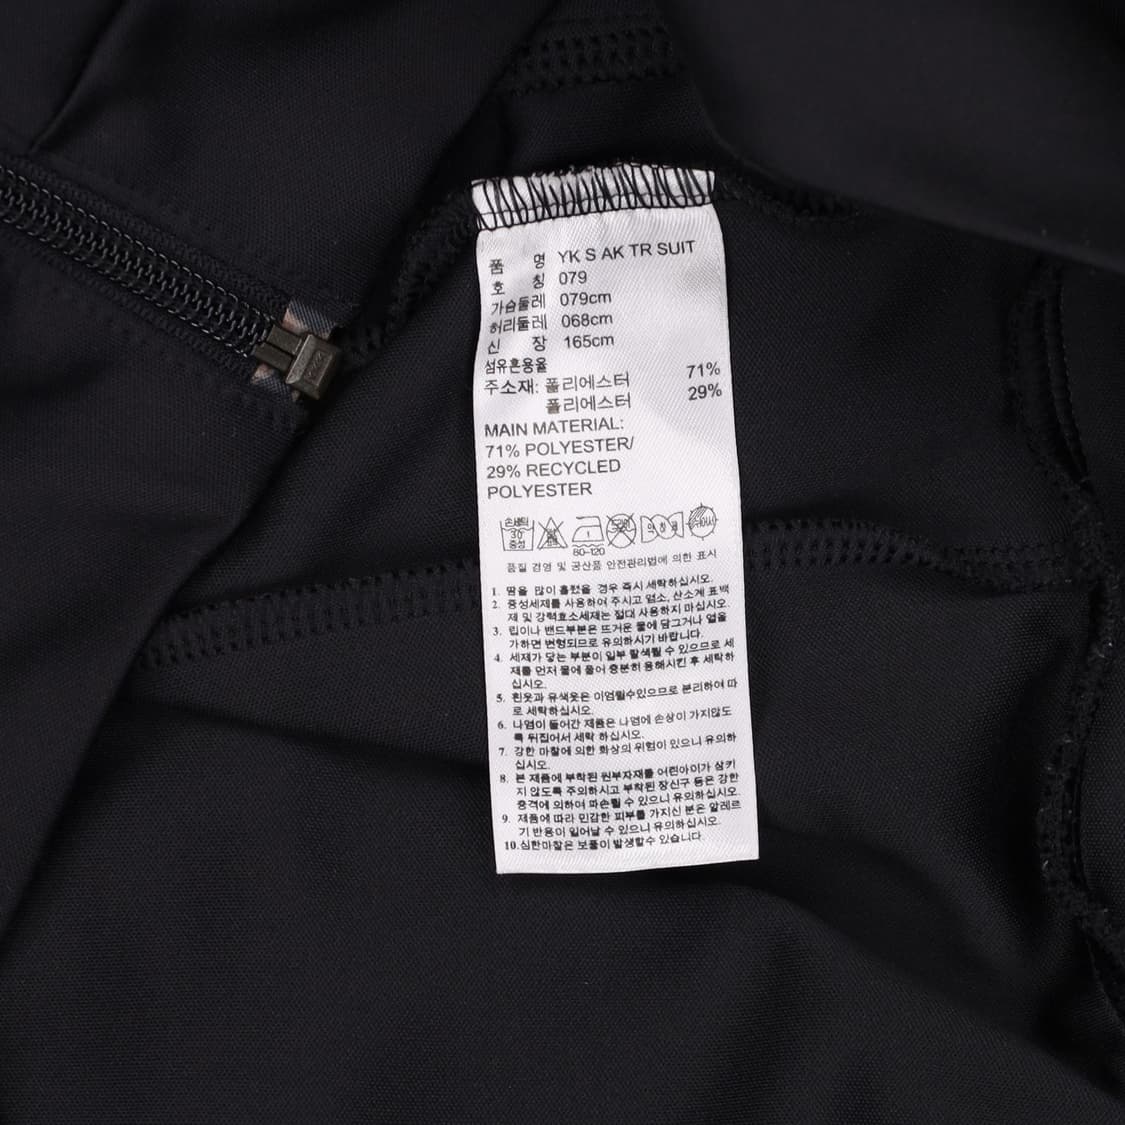 품 명 YK S AK TR SUIT
호 칭 079
가슴둘레 079cm
허리둘레 068cm
신 장 165cm
섬유혼용율
주소재: 폴리에스터 71%
폴리에스터 29%
MAIN MATERIAL:
71% POLYESTER/
29% RECYCLED
POLYESTER
손세탁
30
중성
80~120
품질 경영 및 공산품 안전관리법에 의한 표시
1. 땀을 많이 흘렸을 경우 즉시 세탁하십시오.
2. 중성세제를 사용하여 주시고 염소, 산소계 표백
제 및 강력효소세제는 절대 사용하지 마십시오.
3. 립이나 밴드부분은 뜨거운 물에 담그거나 열을
가하면 변형되므로 유의하시기 바랍니다.
4. 세제가 닿는 부분이 일부 탈색될 수 있으므로 세
제를 먼저 물에 풀어 충분히 용해시킨 후 세탁하
십시오.
5. 흰옷과 유색옷은 이염될수있으므로 분리하여 따
로 세탁하십시오.
6. 나염이 들어간 제품은 나염에 손상이 가지않도
록 뒤집어서 세탁 하십시오.
7. 강한 마찰에 의한 화상의 위험이 있으니 유의하
십시오.
8. 본 제품에 부착된 원부자재를 어린아이가 삼키
지 않도록 주의하시고 부착된 장신구 등은 강한
충격에 의하여 파손될 수 있으니 유의하십시오.
9. 제품에 따라 민감한 피부를 가지신 분은 알레르
기 반응이 일어날 수 있으니 유의하십시오.
10.심한마찰은 보풀이 발생할수 있습니다.